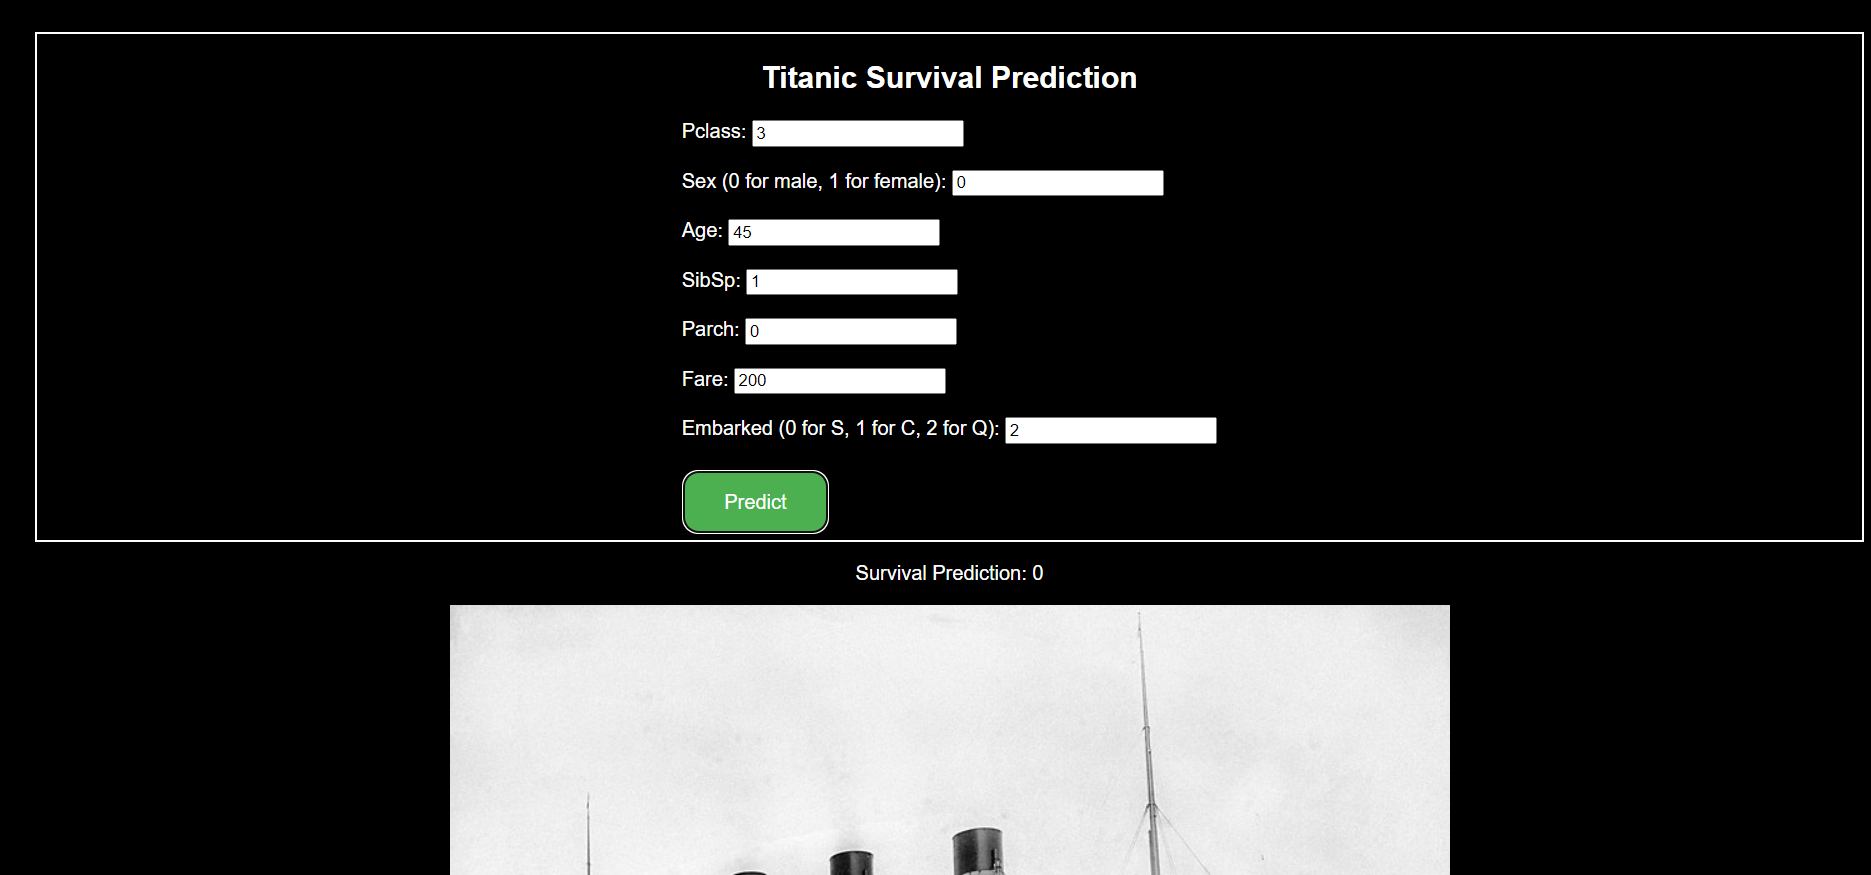 Titanic Survival Prediction
Pclass: 3
Sex (0 for male, 1 for female): 0
Age: 45
SibSp: 1
Parch: 0
Fare: 200
Embarked (0 for S, 1 for C, 2 for Q): 2
Predict
Survival Prediction: 0